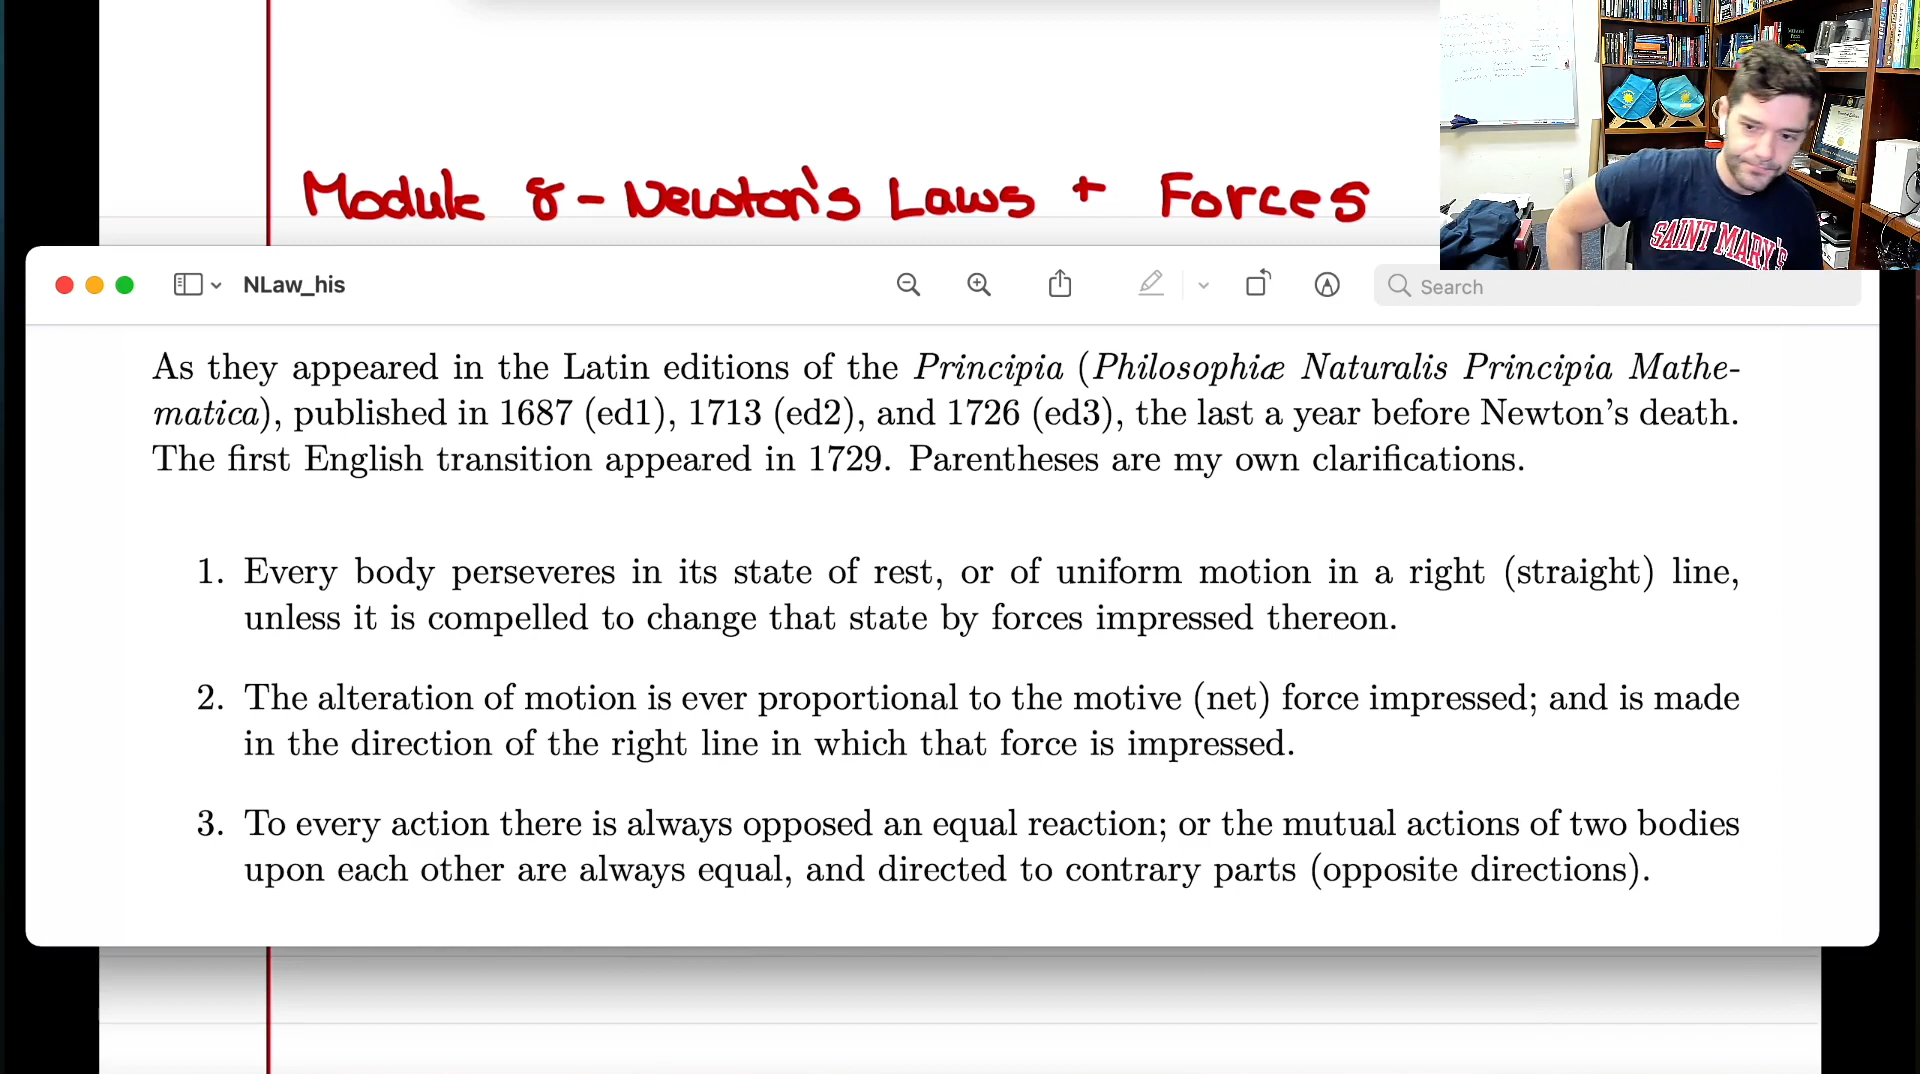 Module 8 - Newton's Laws + Forces
SAINT MARY'S
NLaw_his
Search
As they appeared in the Latin editions of the Principia (Philosophiæ Naturalis Principia Mathe-
matica), published in 1687 (ed1), 1713 (ed2), and 1726 (ed3), the last a year before Newton's death.
The first English transition appeared in 1729. Parentheses are my own clarifications.
1. Every body perseveres in its state of rest, or of uniform motion in a right (straight) line,
unless it is compelled to change that state by forces impressed thereon.
2. The alteration of motion is ever proportional to the motive (net) force impressed; and is made
in the direction of the right line in which that force is impressed.
3. To every action there is always opposed an equal reaction; or the mutual actions of two bodies
upon each other are always equal, and directed to contrary parts (opposite directions).